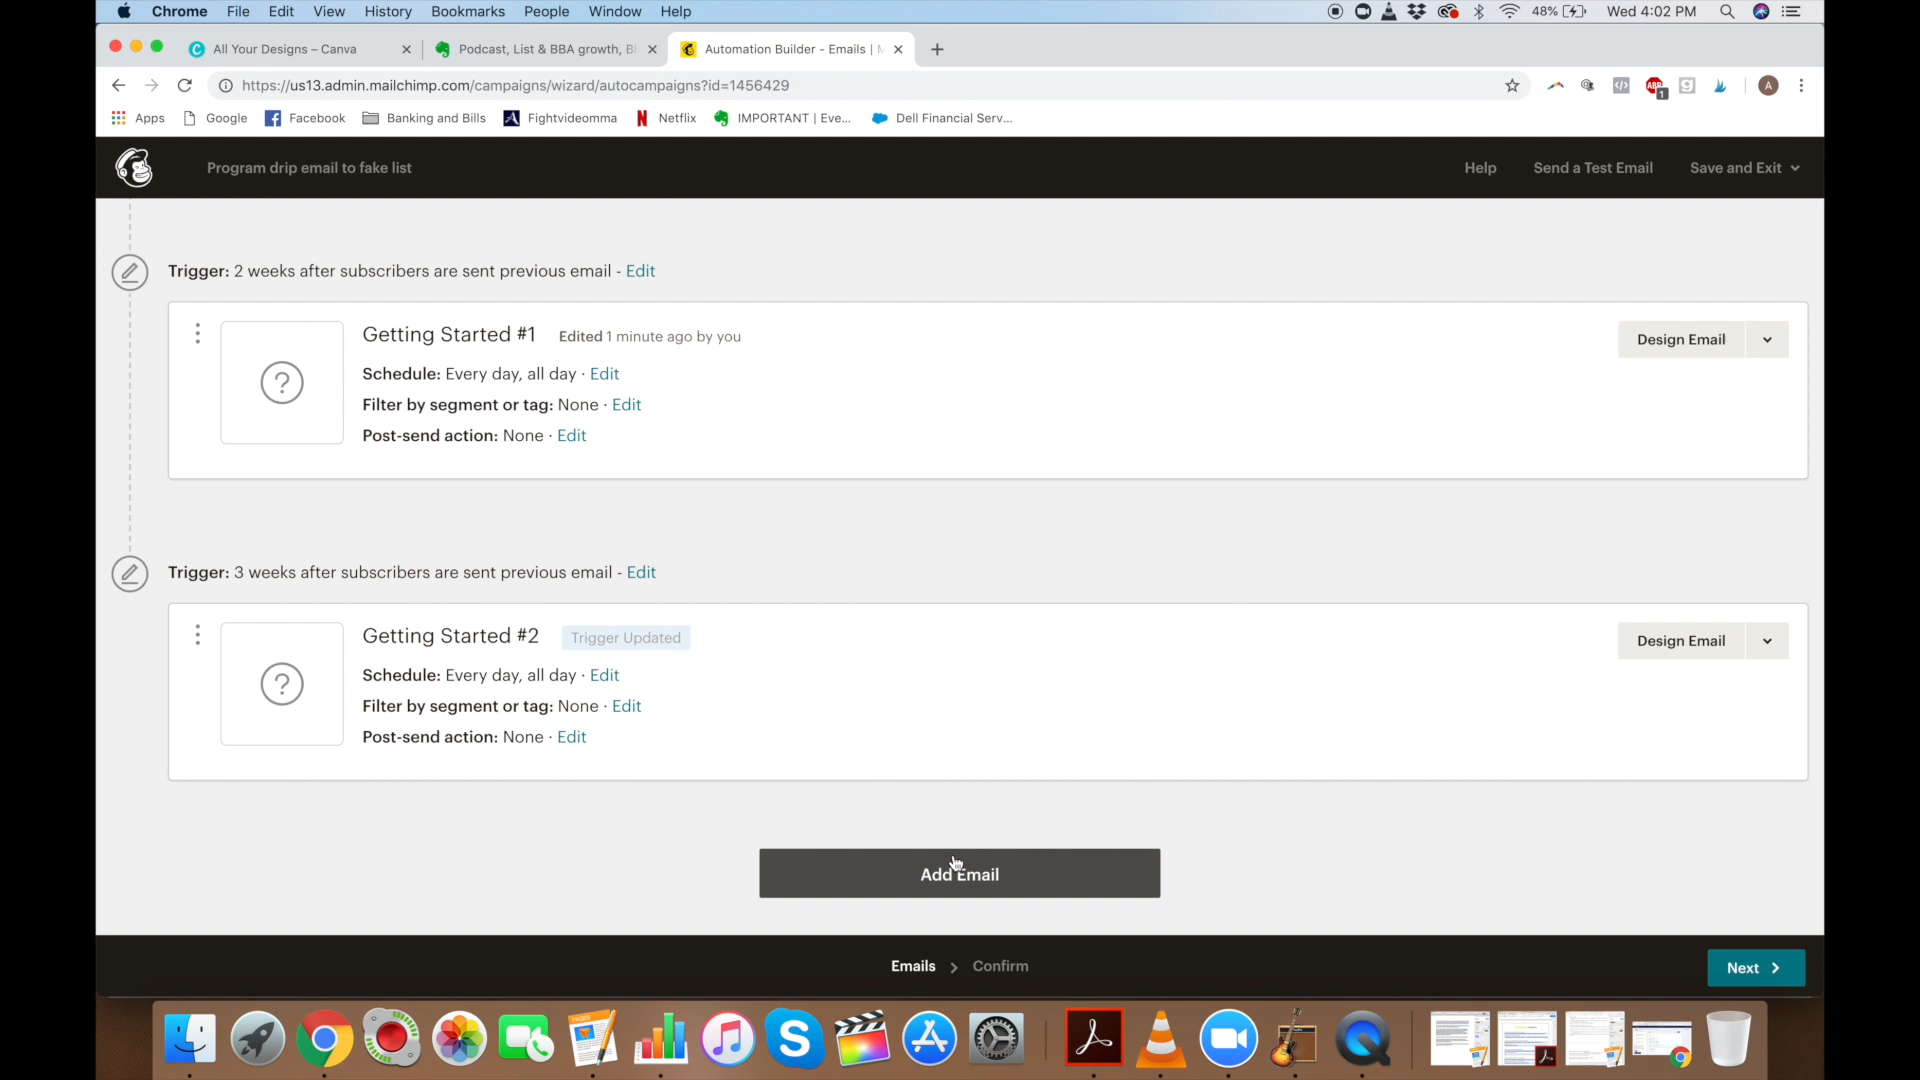 Chrome File Edit View History Bookmarks People Window Help 48% Wed 4:02 PM
All Your Designs – Canva Podcast, List & BBA growth, B Automation Builder - Emails |
https://us13.admin.mailchimp.com/campaigns/wizard/autocampaigns?id=1456429 ABP 1 A
Apps Google Facebook Banking and Bills Fightvideomma Netflix IMPORTANT | Eve... Dell Financial Serv...
Program drip email to fake list Help Send a Test Email Save and Exit
Trigger: 2 weeks after subscribers are sent previous email - Edit
Getting Started #1 Edited 1 minute ago by you Design Email
Schedule: Every day, all day · Edit
Filter by segment or tag: None · Edit
Post-send action: None · Edit
Trigger: 3 weeks after subscribers are sent previous email - Edit
Getting Started #2 Trigger Updated Design Email
Schedule: Every day, all day · Edit
Filter by segment or tag: None · Edit
Post-send action: None · Edit
Add Email
Emails > Confirm Next